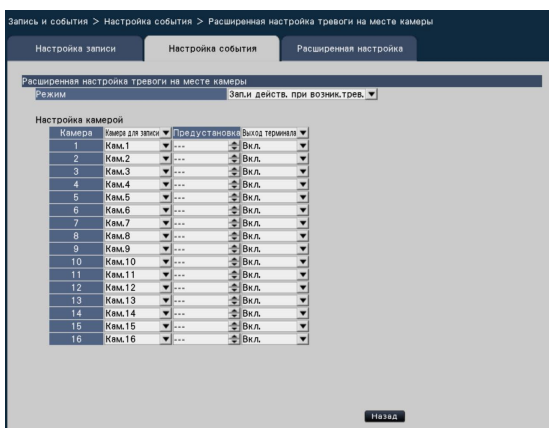 Запись и события > Настройка события > Расширенная настройка тревоги на месте камеры
Настройка записи Настройка события Расширенная настройка
Расширенная настройка тревоги на месте камеры
Режим Зап.и действ. при возник.трев.
Настройка камерой
Камера Камера для записи Предустановка Выход терминала
1 Кам.1 --- Вкл.
2 Кам.2 --- Вкл.
3 Кам.3 --- Вкл.
4 Кам.4 --- Вкл.
5 Кам.5 --- Вкл.
6 Кам.6 --- Вкл.
7 Кам.7 --- Вкл.
8 Кам.8 --- Вкл.
9 Кам.9 --- Вкл.
10 Кам.10 --- Вкл.
11 Кам.11 --- Вкл.
12 Кам.12 --- Вкл.
13 Кам.13 --- Вкл.
14 Кам.14 --- Вкл.
15 Кам.15 --- Вкл.
16 Кам.16 --- Вкл.
Назад